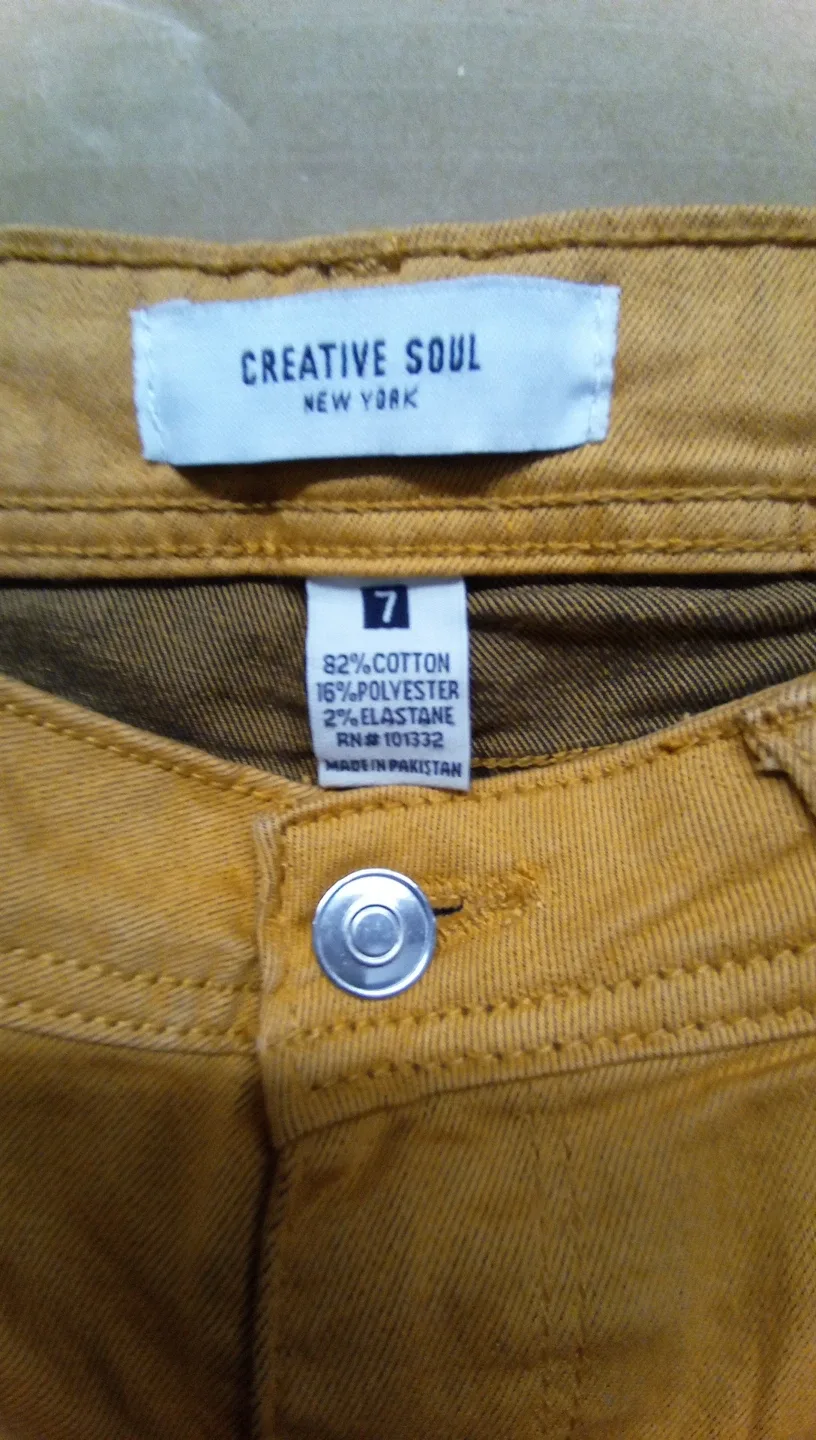 CREATIVE SOUL
NEW YORK
7
82%COTTON
16%POLYESTER
2%ELASTANE
RN#101332
MADE IN PAKISTAN